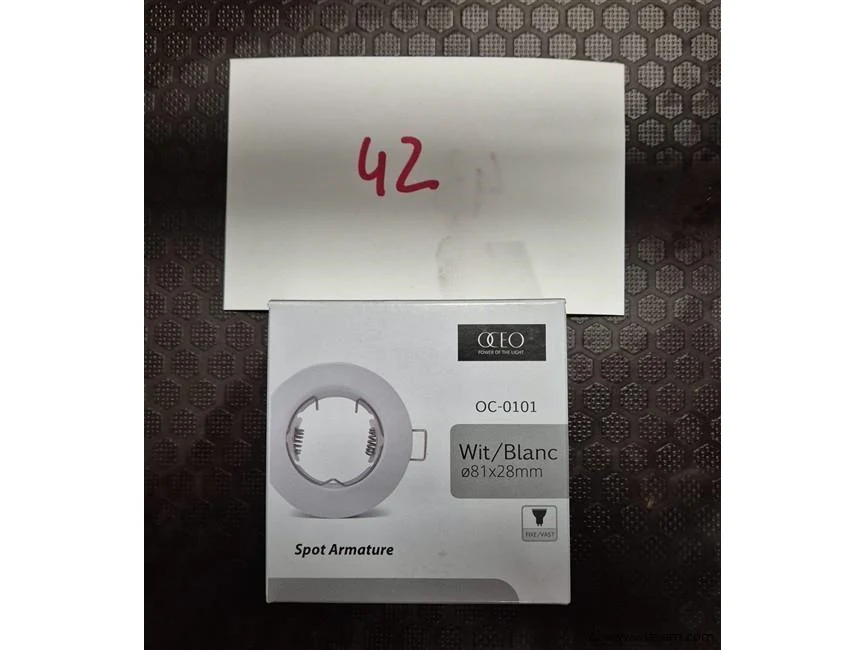 42
OCEO
POWER OF THE LIGHT
OC-0101
Wit/Blanc
ø81x28mm
FIXE/VAST
Spot Armature